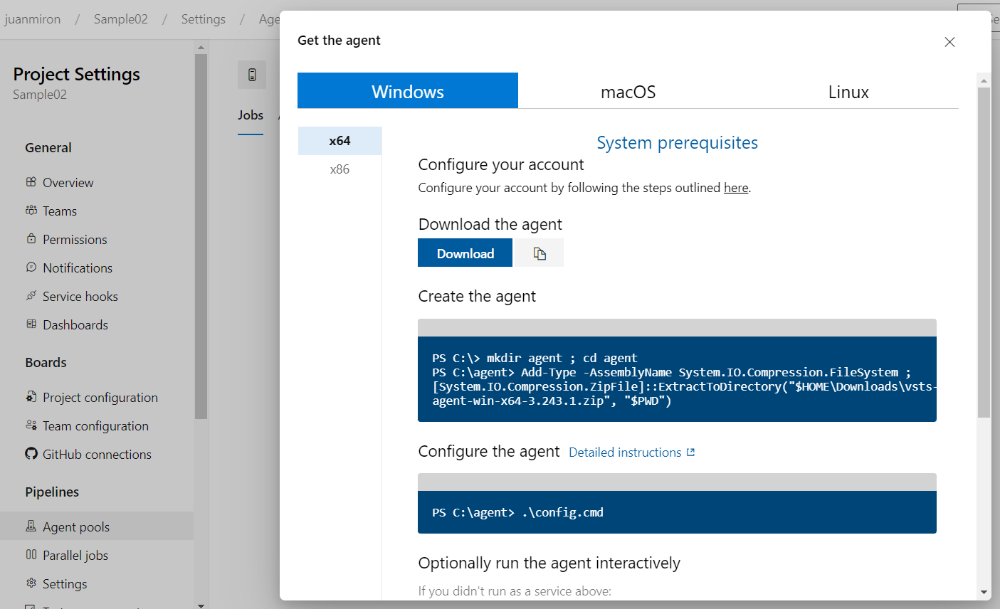 juanmiron / Sample02 / Settings / Age
Project Settings
Sample02
General
Overview
Teams
Permissions
Notifications
Service hooks
Dashboards
Boards
Project configuration
Team configuration
GitHub connections
Pipelines
Agent pools
Parallel jobs
Settings
Jobs
Get the agent
Windows
macOS
Linux
x64
x86
System prerequisites
Configure your account
Configure your account by following the steps outlined here.
Download the agent
Download
Create the agent
PS C:\> mkdir agent ; cd agent
PS C:\agent> Add-Type -AssemblyName System.IO.Compression.FileSystem ;
[System.IO.Compression.ZipFile]::ExtractToDirectory("$HOME\Downloads\vsts-
agent-win-x64-3.243.1.zip", "$PWD")
Configure the agent Detailed instructions
PS C:\agent> .\config.cmd
Optionally run the agent interactively
If you didn't run as a service above: